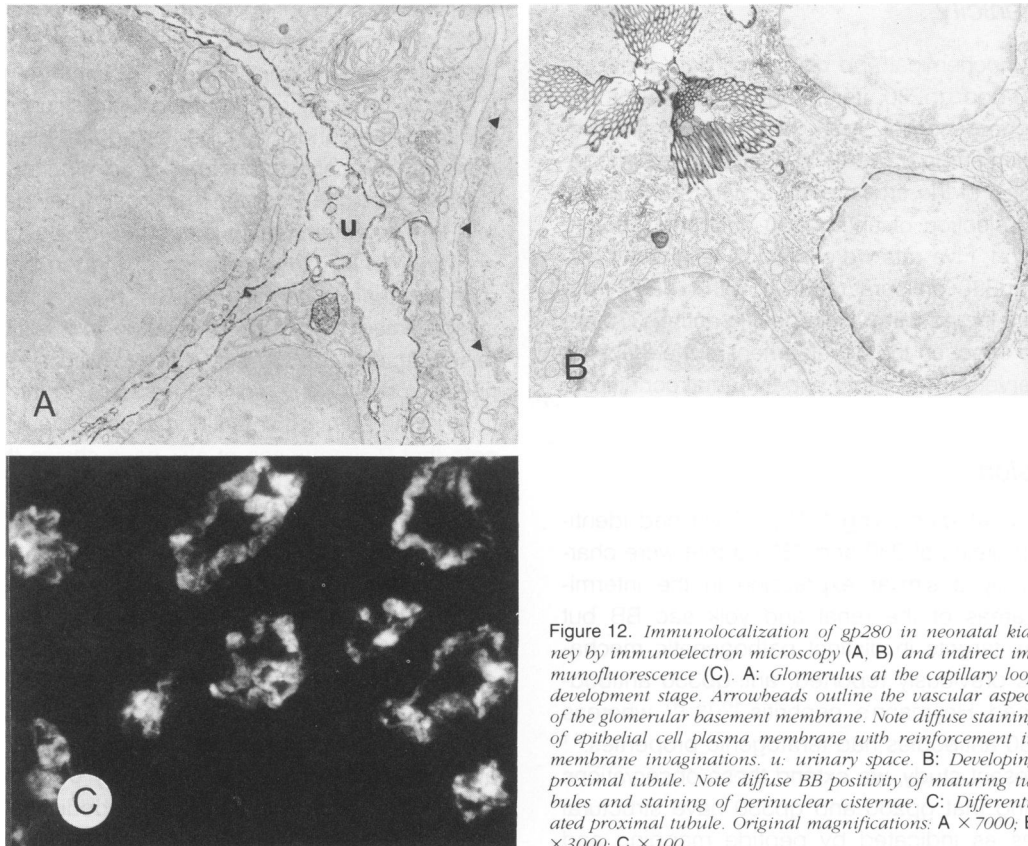 u
A
B
C
Figure 12. Immunolocalization of gp280 in neonatal kid
ney by immunoelectron microscopy (A, B) and indirect im
munofluorescence (C). A: Glomerulus at the capillary loop
development stage. Arrowheads outline the vascular aspec
of the glomerular basement membrane. Note diffuse staining
of epithelial cell plasma membrane with reinforcement i
membrane invaginations. u: urinary space. B: Developin
proximal tubule. Note diffuse BB positivity of maturing tu
bules and staining of perinuclear cisternae. C: Differenti
ated proximal tubule. Original magnifications: A × 7000; B
× 3000; C × 100.